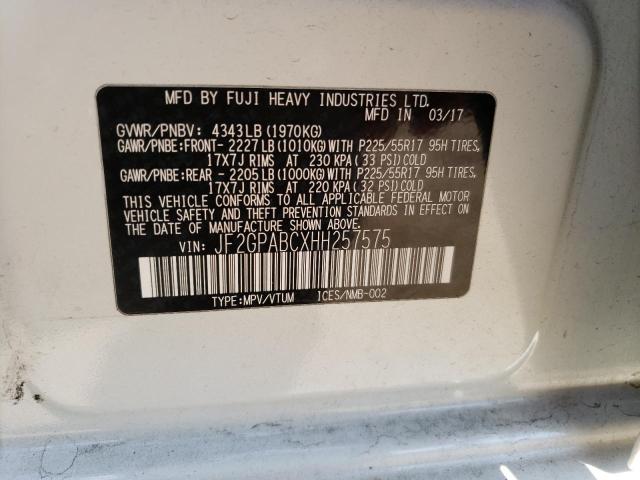 MFD BY FUJI HEAVY INDUSTRIES LTD.
MFD IN 03/17
GVWR/PNBV: 4343LB(1970KG)
GAWR/PNBE:FRONT- 2227LB(1010KG)WITH P225/55R17 95H TIRES,
17X7J RIMS AT 230 KPA(33 PSI)COLD
GAWR/PNBE:REAR - 2205LB(1000KG)WITH P225/55R17 95H TIRES,
17X7J RIMS AT 220 KPA(32 PSI)COLD
THIS VEHICLE CONFORMS TO ALL APPLICABLE FEDERAL MOTOR
VEHICLE SAFETY AND THEFT PREVENTION STANDARDS IN EFFECT
ON THE DATE OF MANUFACTURE SHOWN ABOVE.
VIN: JF2GPABCXHH257575
TYPE:MPV/VTUM ICES/NMB-002